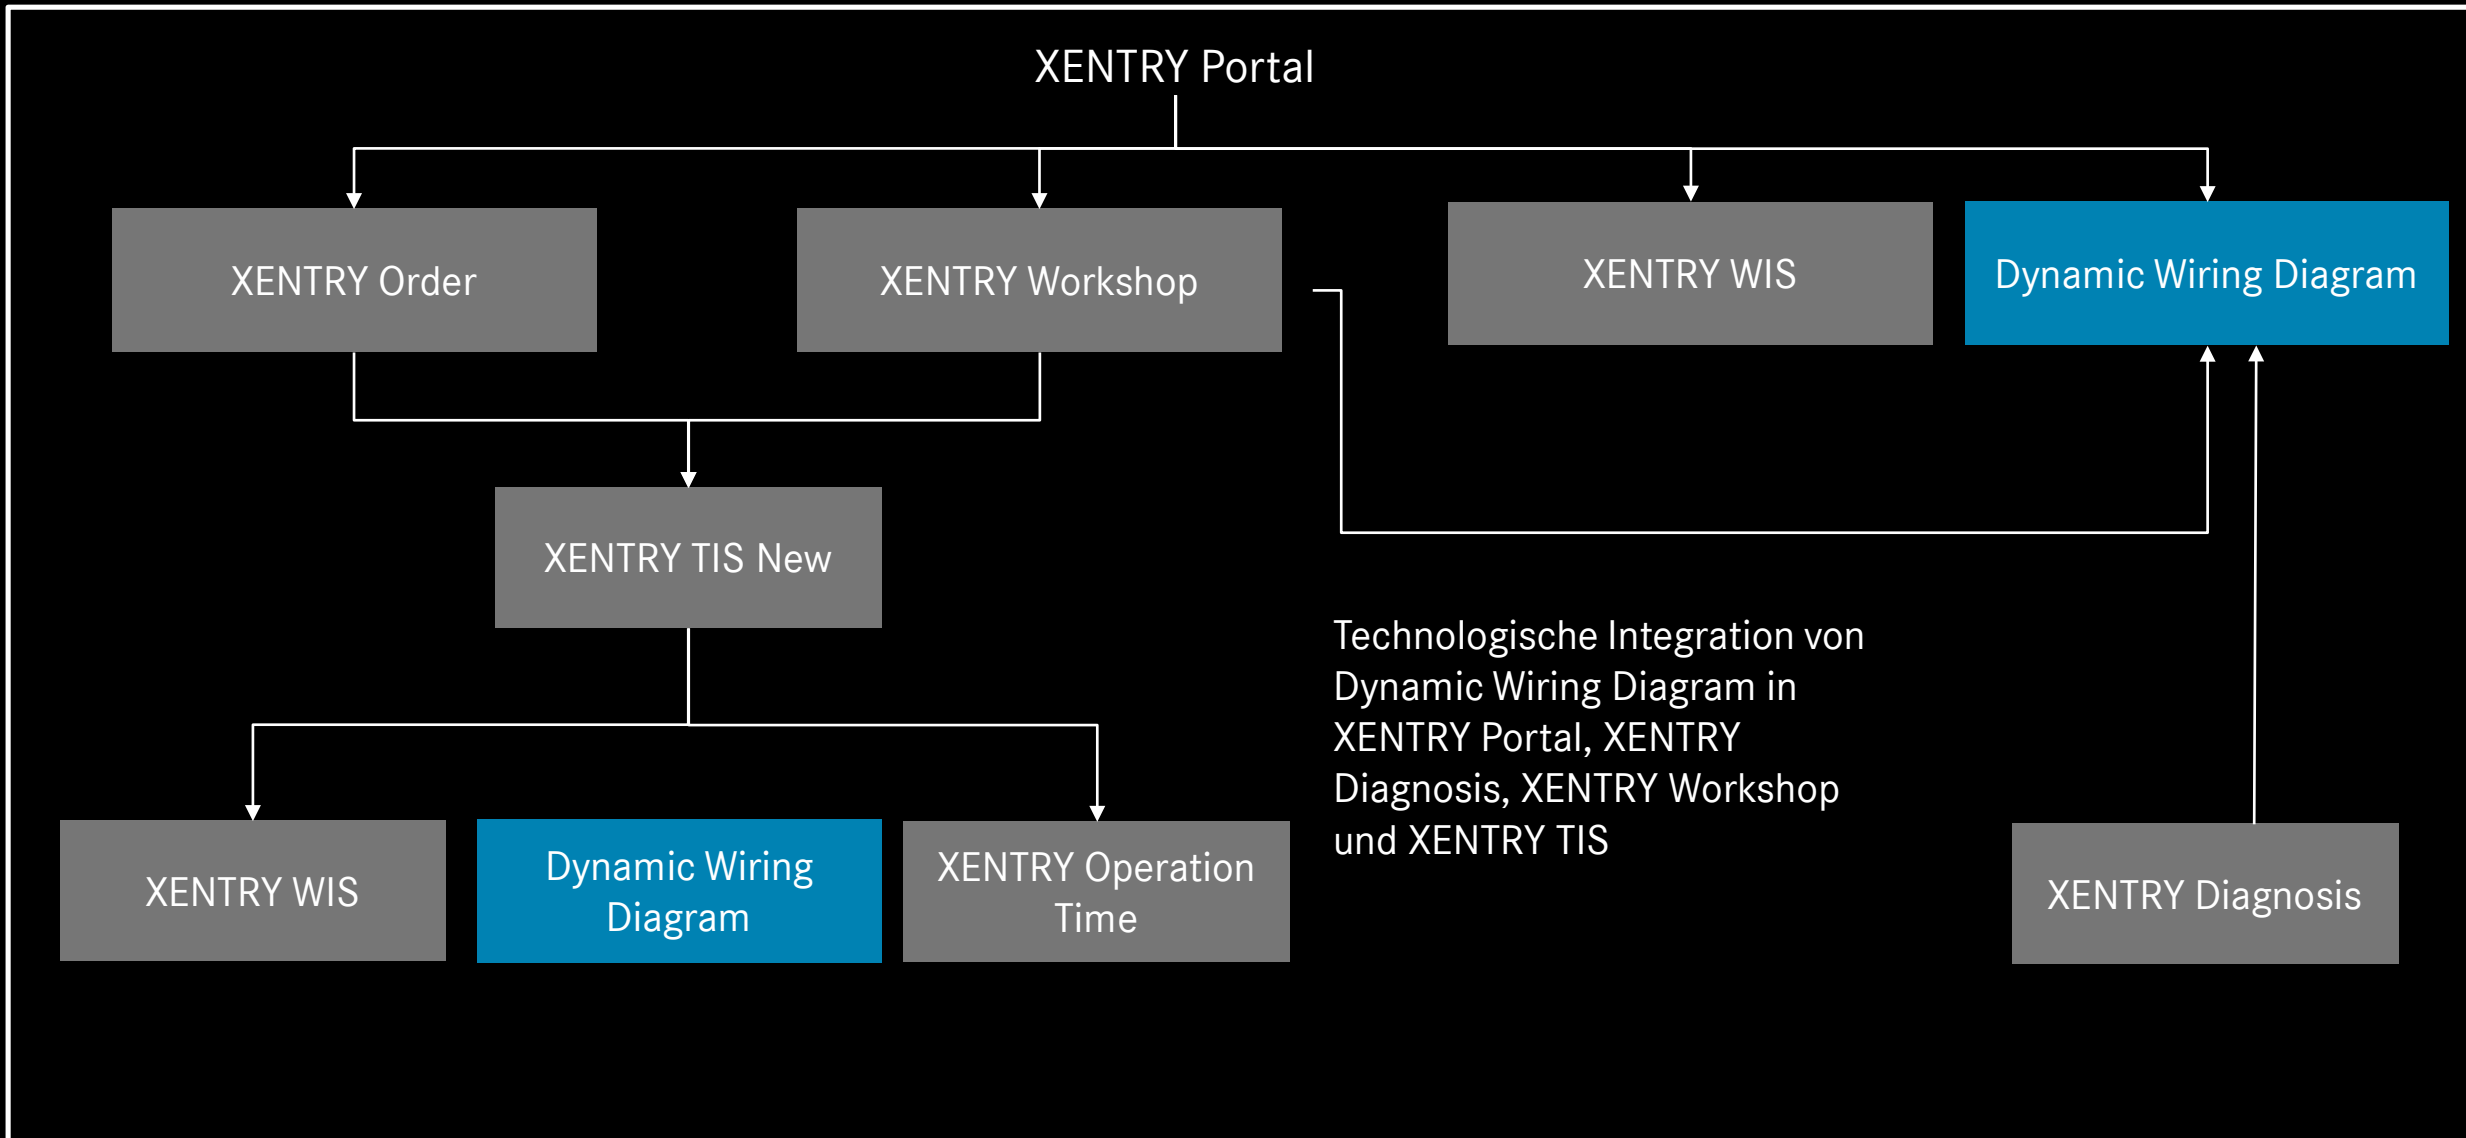 XENTRY Portal
XENTRY Order
XENTRY Workshop
XENTRY WIS
Dynamic Wiring Diagram
XENTRY TIS New
Technologische Integration von
Dynamic Wiring Diagram in
XENTRY Portal, XENTRY
Diagnosis, XENTRY Workshop
und XENTRY TIS
XENTRY WIS
Dynamic Wiring
Diagram
XENTRY Operation
Time
XENTRY Diagnosis